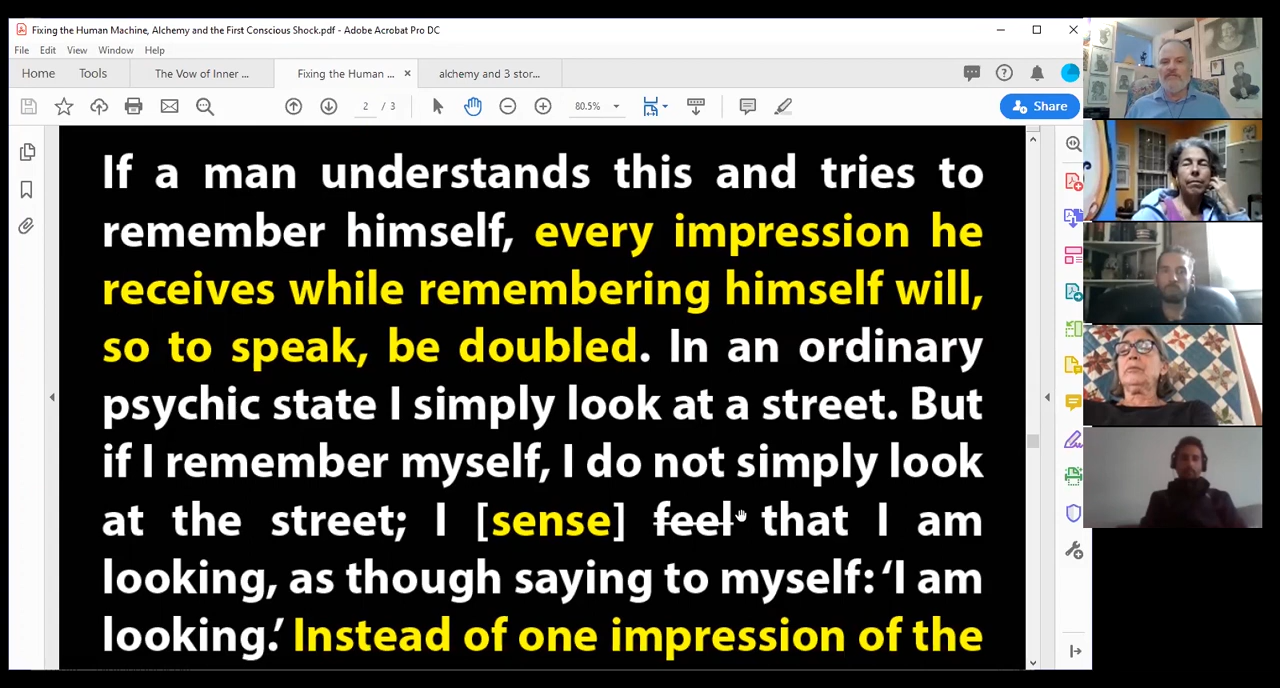 Fixing the Human Machine, Alchemy and the First Conscious Shock.pdf - Adobe Acrobat Pro DC
File Edit View Window Help
Home Tools The Vow of Inner ... Fixing the Human ... × alchemy and 3 stor...
2 / 3 80.5% Share
If a man understands this and tries to
remember himself, every impression he
receives while remembering himself will,
so to speak, be doubled. In an ordinary
psychic state I simply look at a street. But
if I remember myself, I do not simply look
at the street; I [sense] feel that I am
looking, as though saying to myself: ‘I am
looking.’ Instead of one impression of the